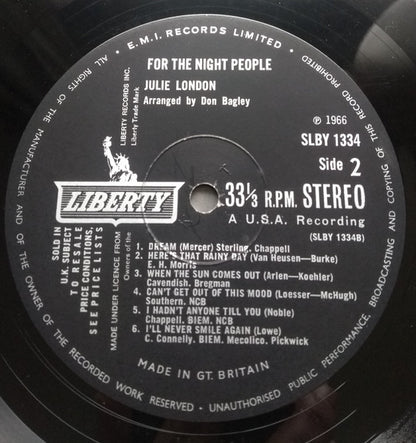 • E.M.I. RECORDS LIMITED •
ALL RIGHTS OF THE MANUFACTURER AND OF THE OWNER OF THE RECORDED WORK RESERVED • UNAUTHORISED PUBLIC PERFORMANCE, BROADCASTING AND COPYING OF THIS RECORD PROHIBITED
FOR THE NIGHT PEOPLE
JULIE LONDON
Arranged by Don Bagley
LIBERTY RECORDS INC.
Liberty Trade Mark
℗ 1966
SLBY 1334
Side 2
LIBERTY
33⅓ R.P.M. STEREO
A U.S.A. Recording
(SLBY 1334B)
SOLD IN
U.K. SUBJECT
TO RESALE
PRICE CONDITIONS,
SEE PRICE LISTS
MADE UNDER LICENCE FROM
1. DREAM (Mercer) Sterling. Chappell
2. HERE'S THAT RAINY DAY (Van Heusen—Burke)
E. H. Morris
3. WHEN THE SUN COMES OUT (Arlen—Koehler)
Cavendish. Bregman
4. CAN'T GET OUT OF THIS MOOD (Loesser—McHugh)
Southern. NCB
5. I HADN'T ANYONE TILL YOU (Noble)
Chappell. BIEM. NCB
6. I'LL NEVER SMILE AGAIN (Lowe)
C. Connelly. BIEM. Mecolico. Pickwick
MADE IN GT. BRITAIN